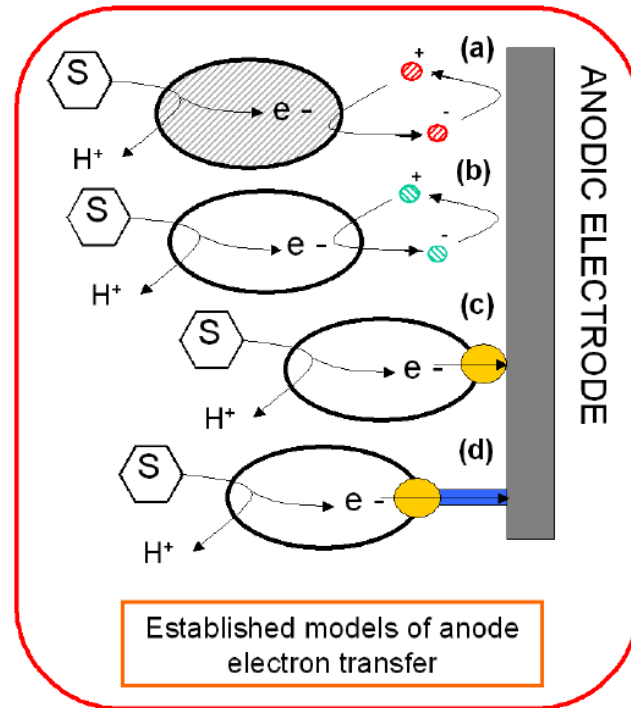 (a)
S
e -
+
-
H⁺
(b)
S
e -
+
-
H⁺
(c)
S
e -
H⁺
(d)
S
e -
H⁺
ANODIC ELECTRODE
Established models of anode
electron transfer